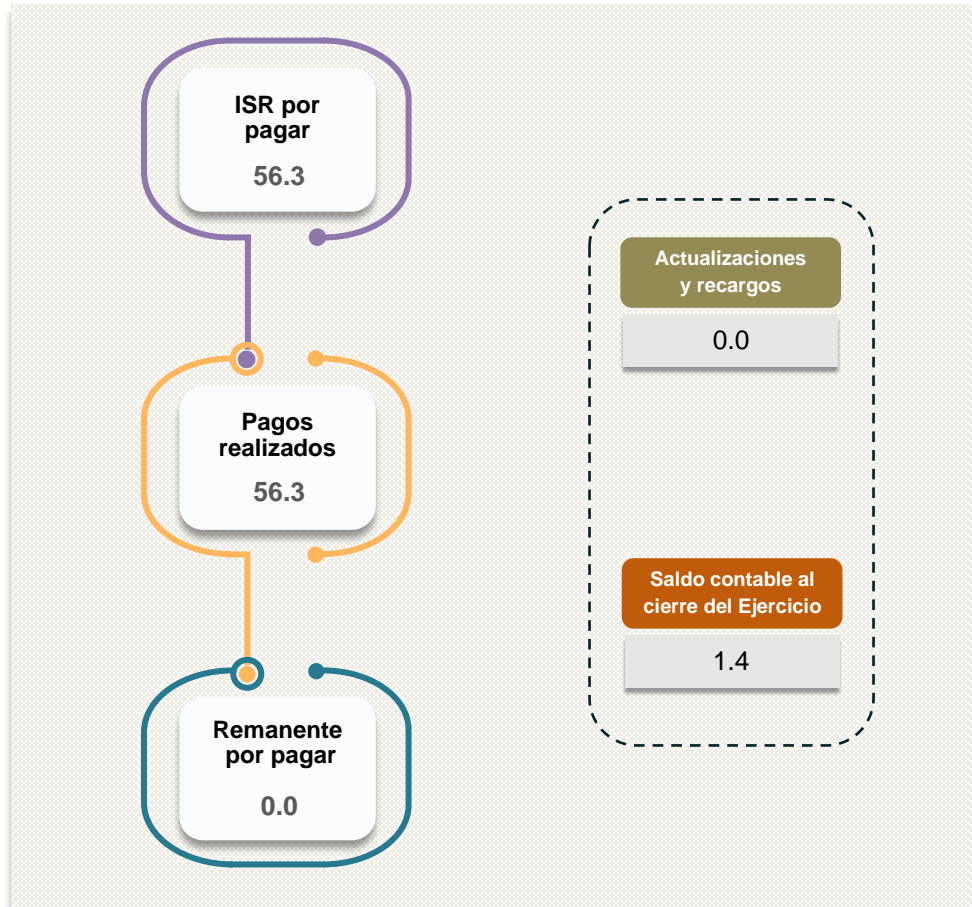 ISR por
pagar
56.3
Pagos
realizados
56.3
Remanente
por pagar
0.0
Actualizaciones
y recargos
0.0
Saldo contable al
cierre del Ejercicio
1.4